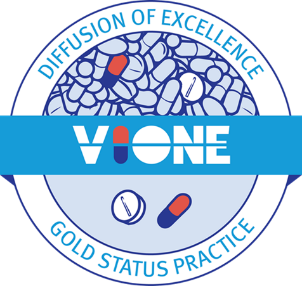 DIFFUSION OF EXCELLENCE
VIONE
GOLD STATUS PRACTICE